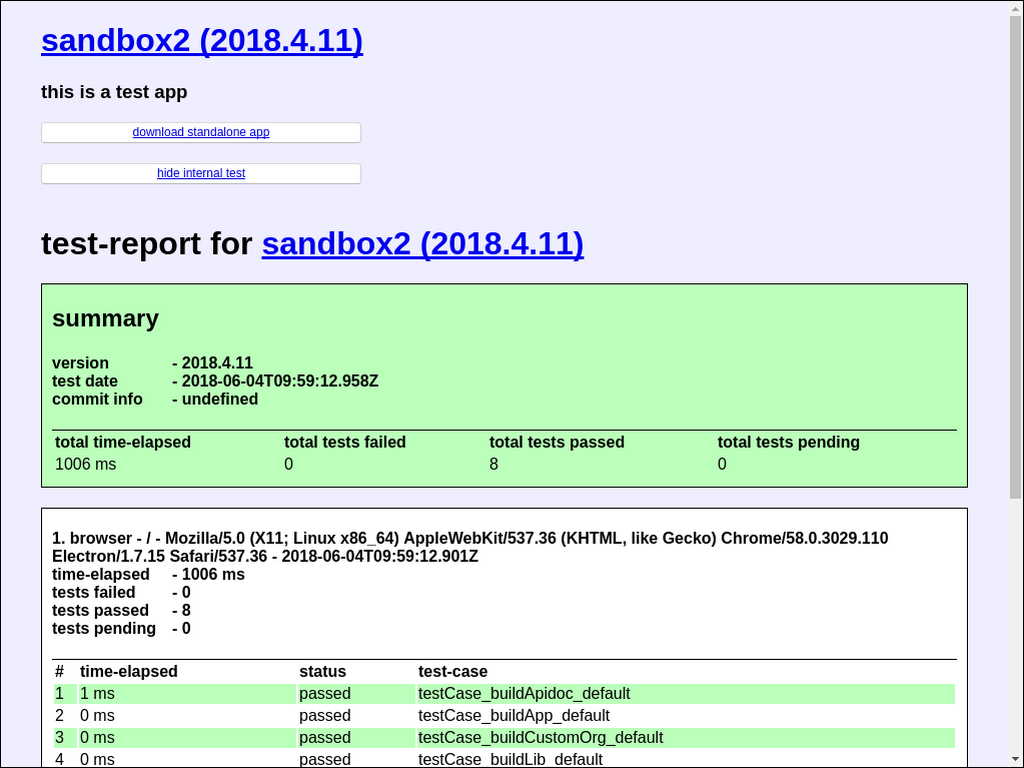 sandbox2 (2018.4.11)
this is a test app
download standalone app
hide internal test
test-report for sandbox2 (2018.4.11)
summary
version - 2018.4.11
test date - 2018-06-04T09:59:12.958Z
commit info - undefined
total time-elapsed total tests failed total tests passed total tests pending
1006 ms 0 8 0
1. browser - / - Mozilla/5.0 (X11; Linux x86_64) AppleWebKit/537.36 (KHTML, like Gecko) Chrome/58.0.3029.110
Electron/1.7.15 Safari/537.36 - 2018-06-04T09:59:12.901Z
time-elapsed - 1006 ms
tests failed - 0
tests passed - 8
tests pending - 0
# time-elapsed status test-case
1 1 ms passed testCase_buildApidoc_default
2 0 ms passed testCase_buildApp_default
3 0 ms passed testCase_buildCustomOrg_default
4 0 ms passed testCase_buildLib_default